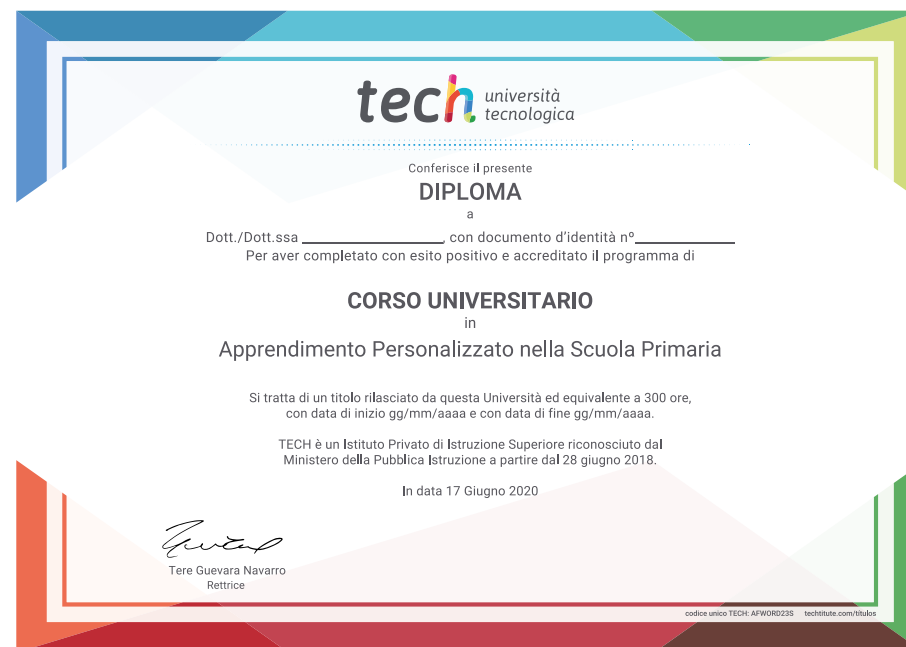 tech università
tecnologica
Conferisce il presente
DIPLOMA
a
Dott./Dott.ssa ____________________, con documento d'identità nº______________
Per aver completato con esito positivo e accreditato il programma di
CORSO UNIVERSITARIO
in
Apprendimento Personalizzato nella Scuola Primaria
Si tratta di un titolo rilasciato da questa Università ed equivalente a 300 ore,
con data di inizio gg/mm/aaaa e con data di fine gg/mm/aaaa.
TECH è un Istituto Privato di Istruzione Superiore riconosciuto dal
Ministero della Pubblica Istruzione a partire dal 28 giugno 2018.
In data 17 Giugno 2020
Tere Guevara Navarro
Rettrice
codice unico TECH: AFWORD23S techtitute.com/titulos